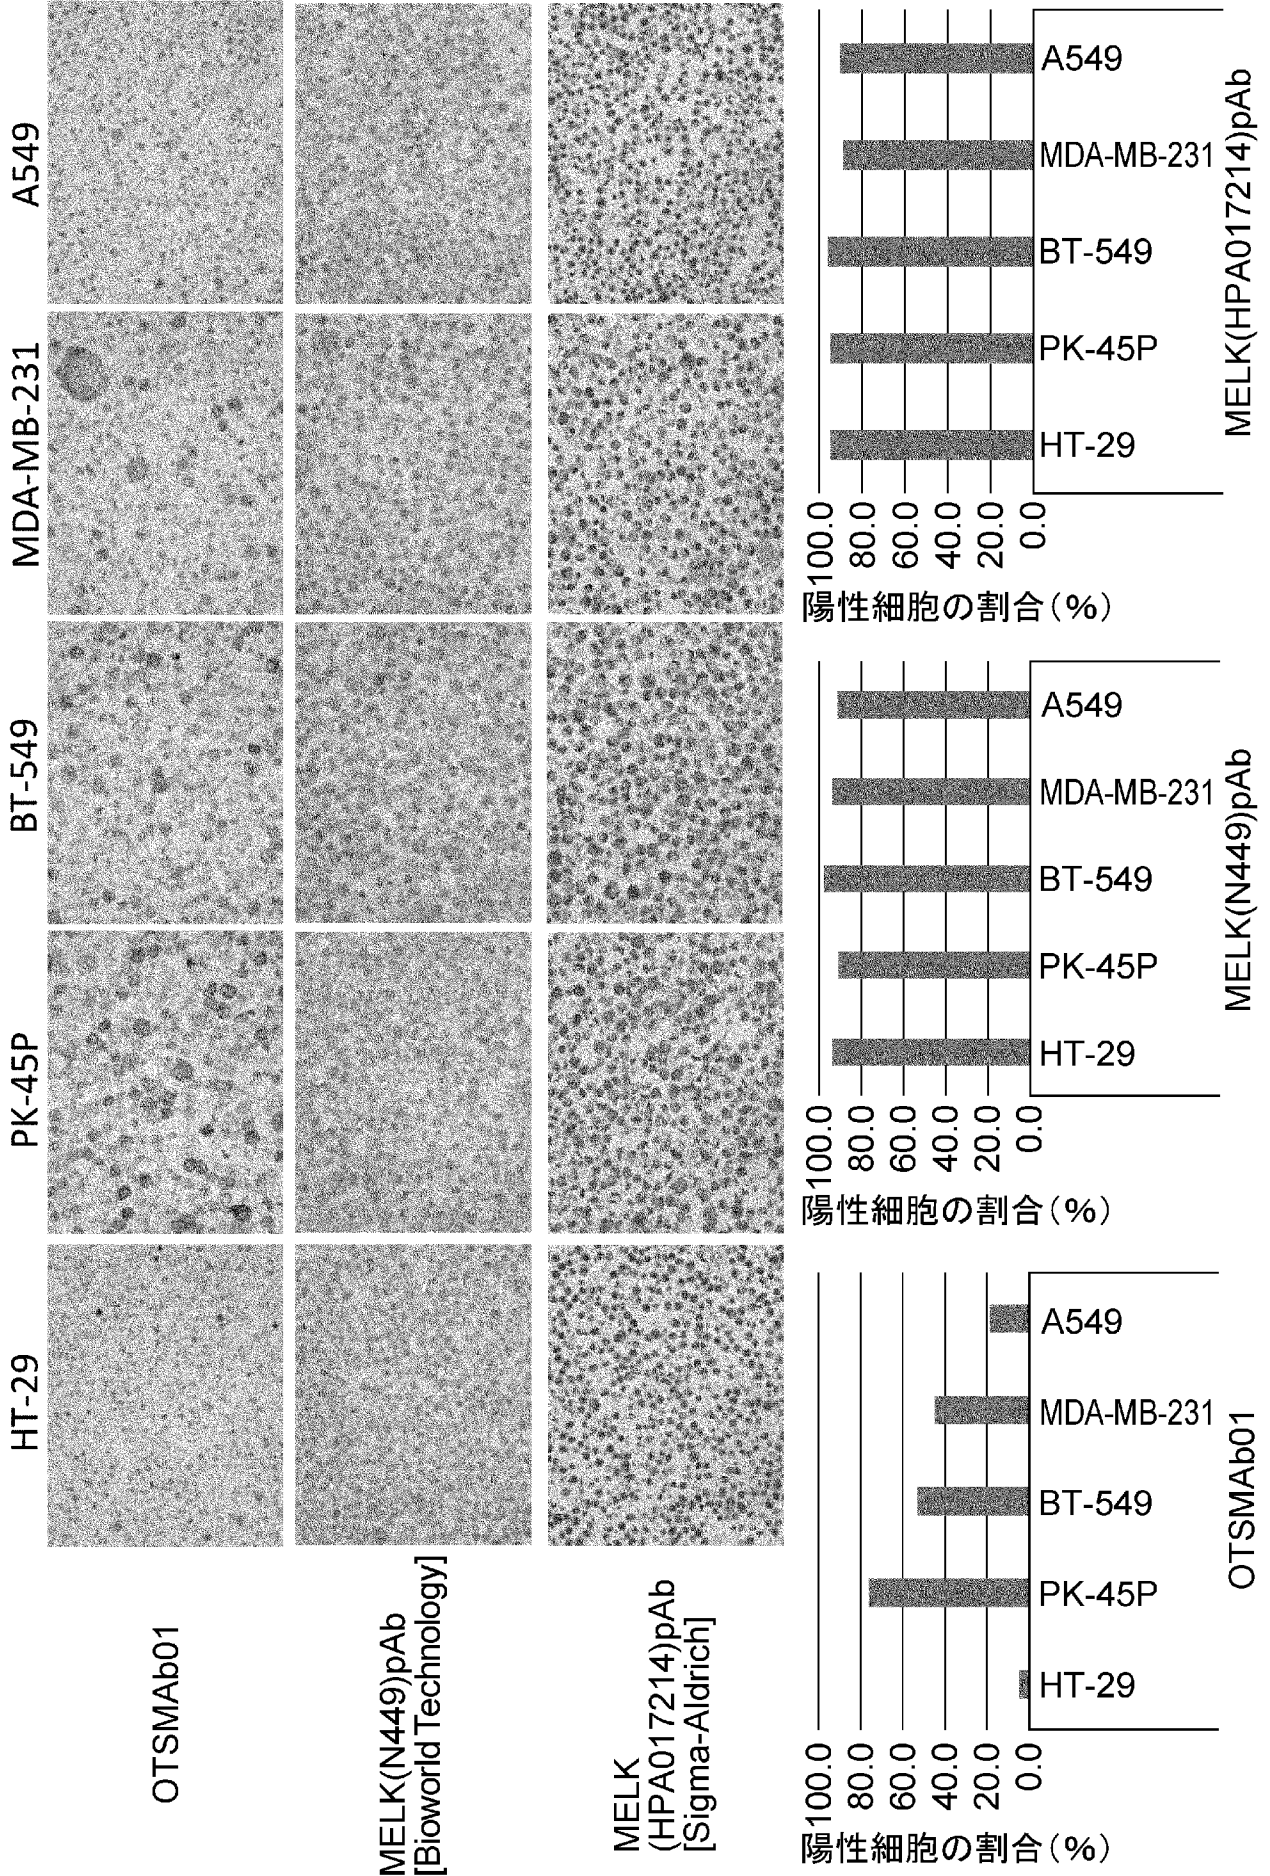 HT-29
PK-45P
BT-549
MDA-MB-231
A549
OTSMAb01
MELK(N449)pAb
[Bioworld Technology]
MELK
(HPA017214)pAb
[Sigma-Aldrich]
陽性細胞の割合(%)
100.0
80.0
60.0
40.0
20.0
0.0
HT-29
PK-45P
BT-549
MDA-MB-231
A549
OTSMAb01
陽性細胞の割合(%)
100.0
80.0
60.0
40.0
20.0
0.0
HT-29
PK-45P
BT-549
MDA-MB-231
A549
MELK(N449)pAb
陽性細胞の割合(%)
100.0
80.0
60.0
40.0
20.0
0.0
HT-29
PK-45P
BT-549
MDA-MB-231
A549
MELK(HPA017214)pAb